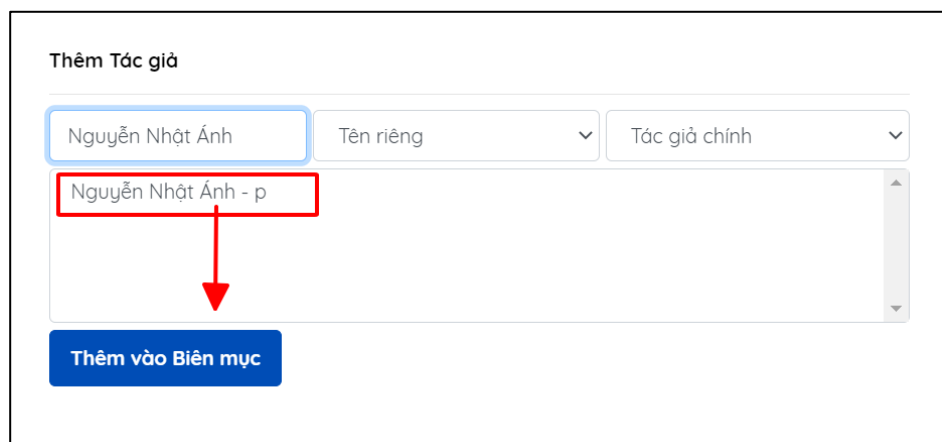 Thêm Tác giả
Nguyễn Nhật Ánh Tên riêng Tác giả chính
Nguyễn Nhật Ánh - p
Thêm vào Biên mục